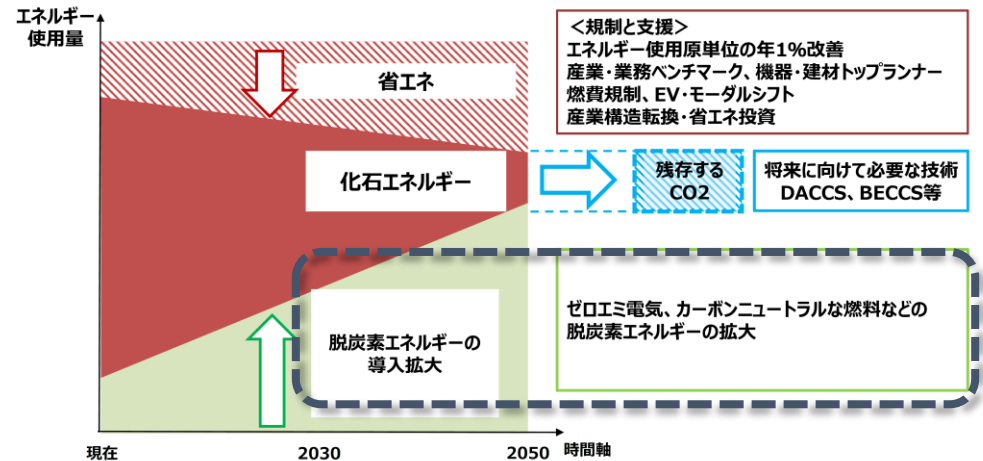 エネルギー
使用量
省エネ
化石エネルギー
脱炭素エネルギーの
導入拡大
現在
2030
2050
時間軸
＜規制と支援＞
エネルギー使用原単位の年1%改善
産業・業務ベンチマーク、機器・建材トップランナー
燃費規制、EV・モーダルシフト
産業構造転換・省エネ投資
残存する
CO2
将来に向けて必要な技術
DACCS、BECCS等
ゼロエミ電気、カーボンニュートラルな燃料などの
脱炭素エネルギーの拡大